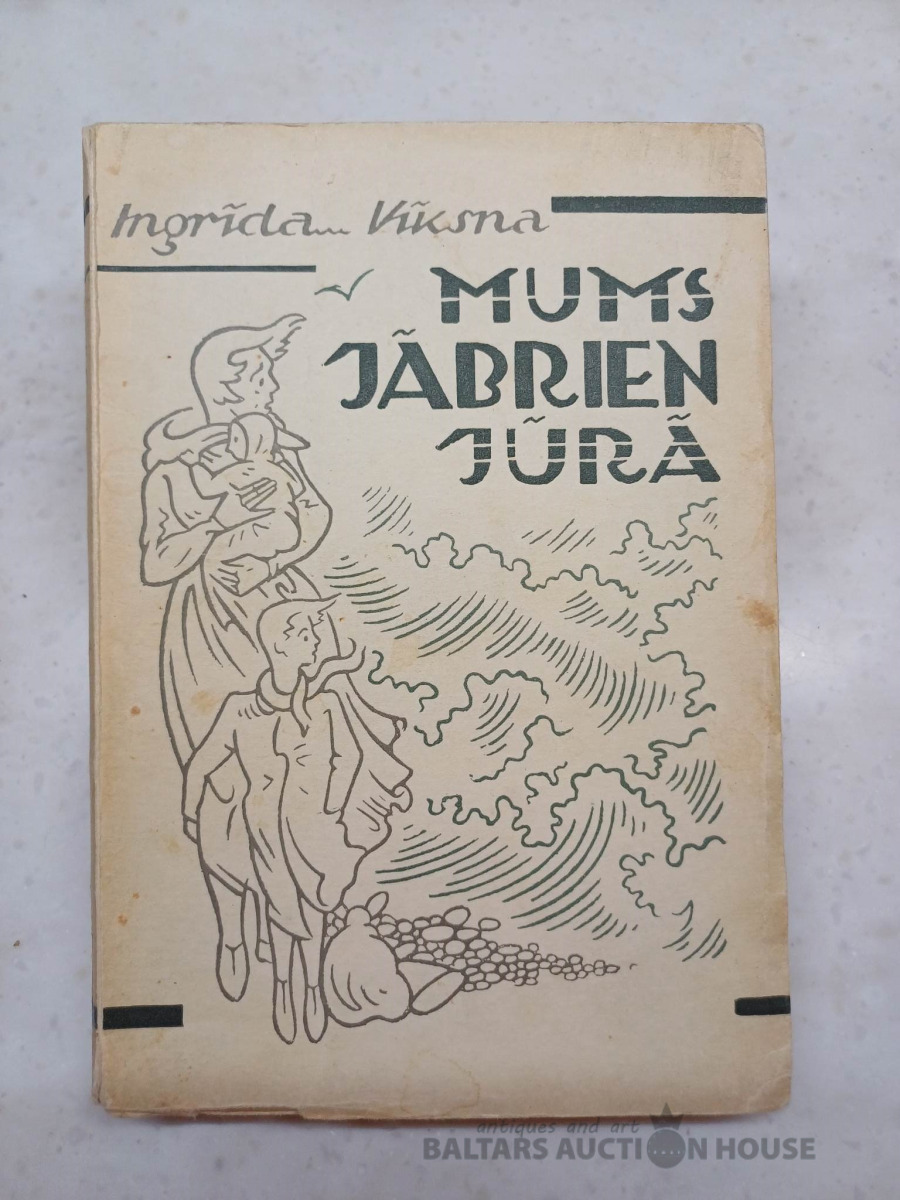 Ingrīda Vīksna
MUMS
JĀBRIEN
JŪRĀ
antiques and art
BALTARS AUCTION HOUSE